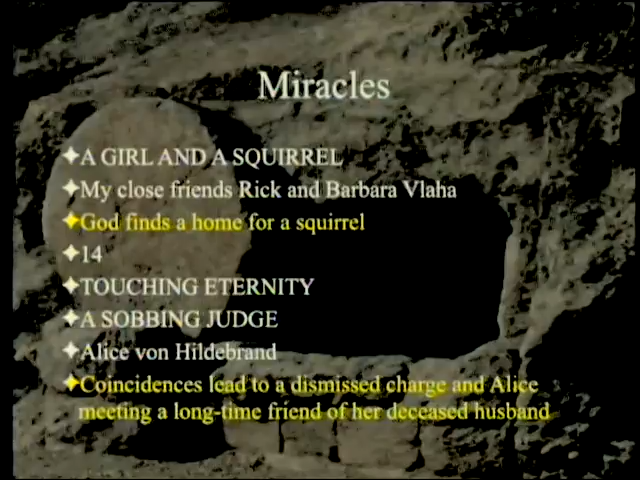 Miracles
✦A GIRL AND A SQUIRREL
✦My close friends Rick and Barbara Vlaha
✦God finds a home for a squirrel
✦14
✦TOUCHING ETERNITY
✦A SOBBING JUDGE
✦Alice von Hildebrand
✦Coincidences lead to a dismissed charge and Alice
meeting a long-time friend of her deceased husband